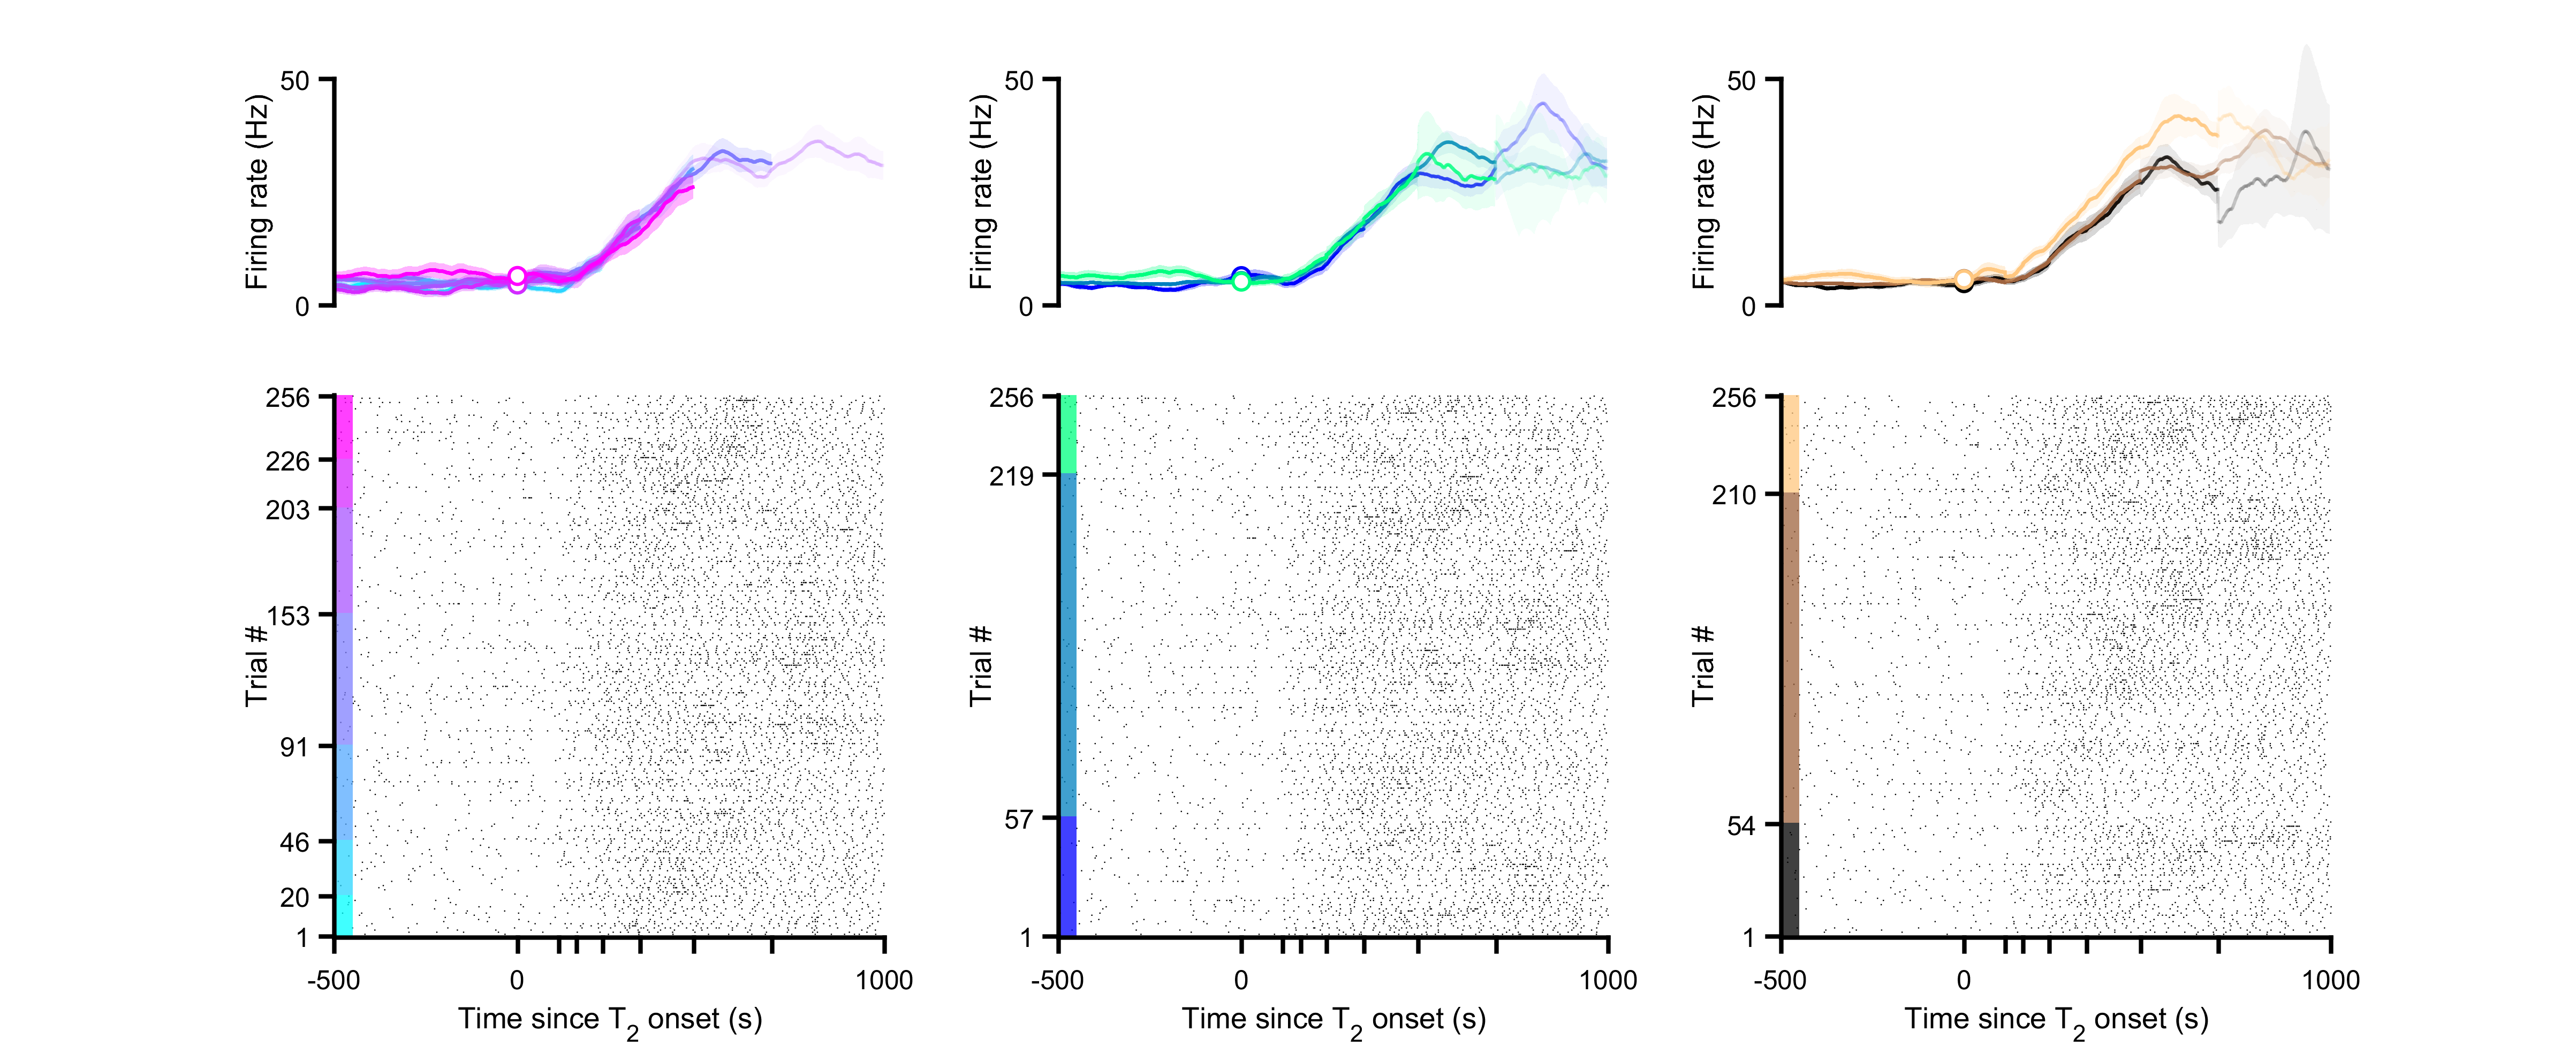 50
Firing rate (Hz)
0
50
Firing rate (Hz)
0
50
Firing rate (Hz)
0
256
226
203
153
91
46
20
1
Trial #
-500 0 1000
Time since T2 onset (s)
256
219
57
1
Trial #
-500 0 1000
Time since T2 onset (s)
256
210
54
1
Trial #
-500 0 1000
Time since T2 onset (s)